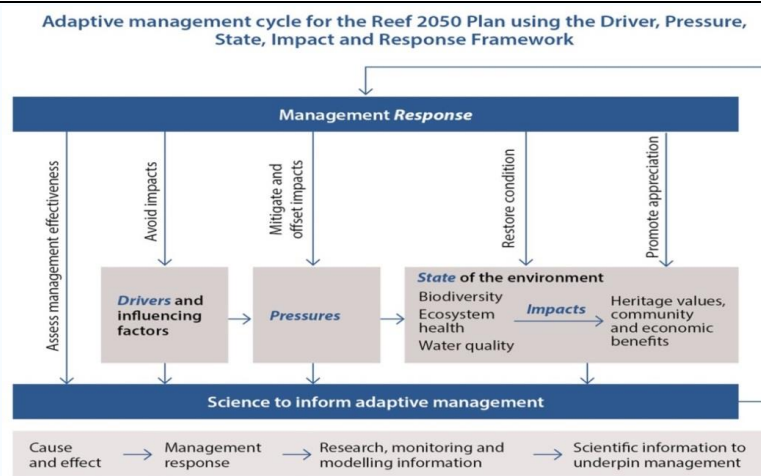 Adaptive management cycle for the Reef 2050 Plan using the Driver, Pressure,
State, Impact and Response Framework
Management Response
Assess management effectiveness
Avoid impacts
Mitigate and
offset impacts
Restore condition
Promote appreciation
Drivers and
influencing
factors
Pressures
State of the environment
Biodiversity
Ecosystem
health
Water quality
Impacts
Heritage values,
community
and economic
benefits
Science to inform adaptive management
Cause
and effect
Management
response
Research, monitoring and
modelling information
Scientific information to
underpin management